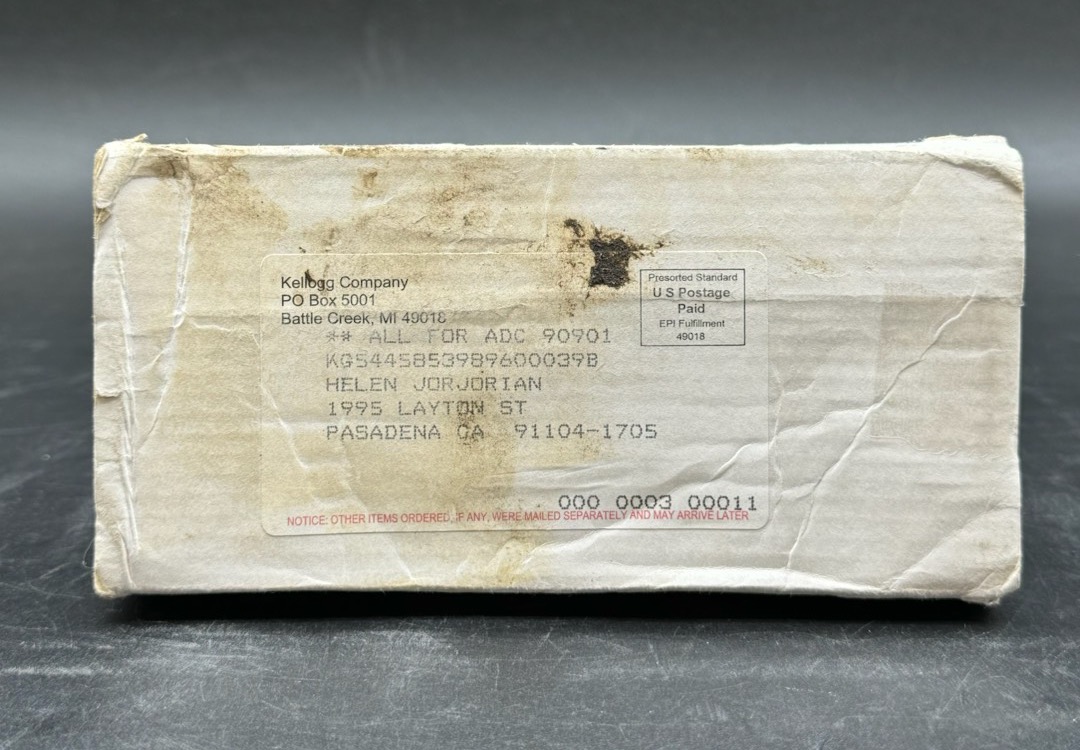 Kellogg Company
PO Box 5001
Battle Creek, MI 49018
Presorted Standard
U S Postage
Paid
EPI Fulfillment
49018
** ALL FOR ADC 90901
KG5445853989600039B
HELEN JORJORIAN
1995 LAYTON ST
PASADENA CA 91104-1705
000 0003 00011
NOTICE: OTHER ITEMS ORDERED, IF ANY, WERE MAILED SEPARATELY AND MAY ARRIVE LATER